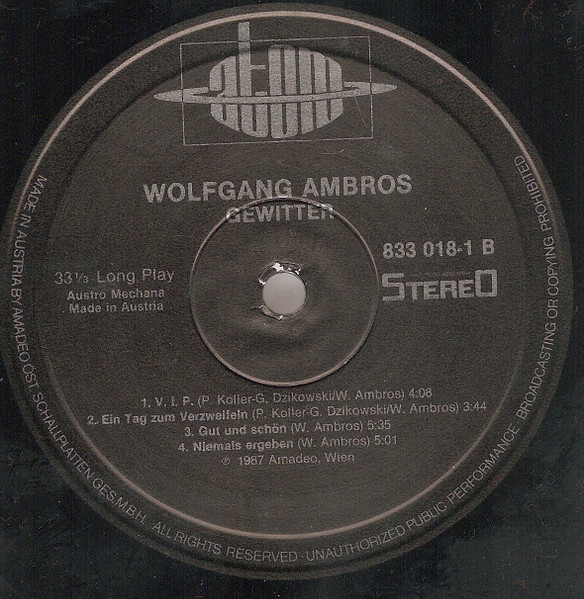 atom
WOLFGANG AMBROS
GEWITTER
33 1/3 Long Play
Austro Mechana
Made in Austria
833 018-1 B
STEREO
1. V. I. P. (P. Koller-G. Dzikowski/W. Ambros) 4:08
2. Ein Tag zum Verzweifeln (P. Koller-G. Dzikowski/W. Ambros) 3:44
3. Gut und schön (W. Ambros) 5:35
4. Niemals ergeben (W. Ambros) 5:01
℗ 1987 Amadeo, Wien
MADE IN AUSTRIA BY AMADEO ÖST. SCHALLPLATTEN GES.M.B.H. ALL RIGHTS RESERVED · UNAUTHORIZED PUBLIC PERFORMANCE · BROADCASTING OR COPYING PROHIBITED